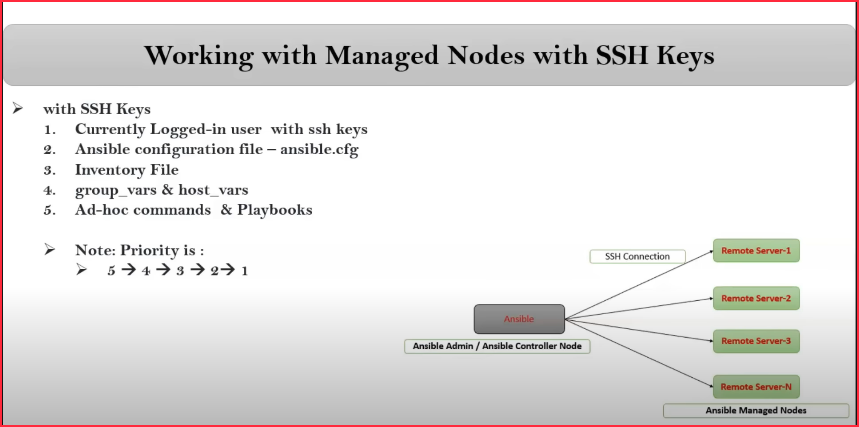 Working with Managed Nodes with SSH Keys
➢ with SSH Keys
1. Currently Logged-in user with ssh keys
2. Ansible configuration file – ansible.cfg
3. Inventory File
4. group_vars & host_vars
5. Ad-hoc commands & Playbooks
➢ Note: Priority is :
➢ 5 → 4 → 3 → 2→ 1
SSH Connection
Remote Server-1
Remote Server-2
Ansible
Remote Server-3
Ansible Admin / Ansible Controller Node
Remote Server-N
Ansible Managed Nodes